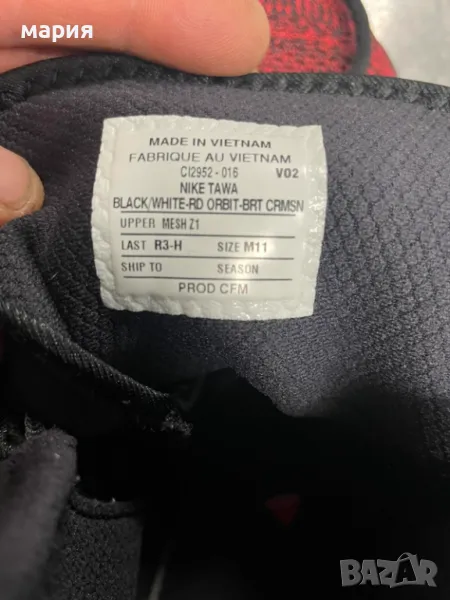 мария
MADE IN VIETNAM
FABRIQUE AU VIETNAM
CI2952-016 V02
NIKE TAWA
BLACK/WHITE-RD ORBIT-BRT CRMSN
UPPER MESH Z1
LAST R3-H SIZE M11
SHIP TO SEASON
PROD CFM
BAZAR